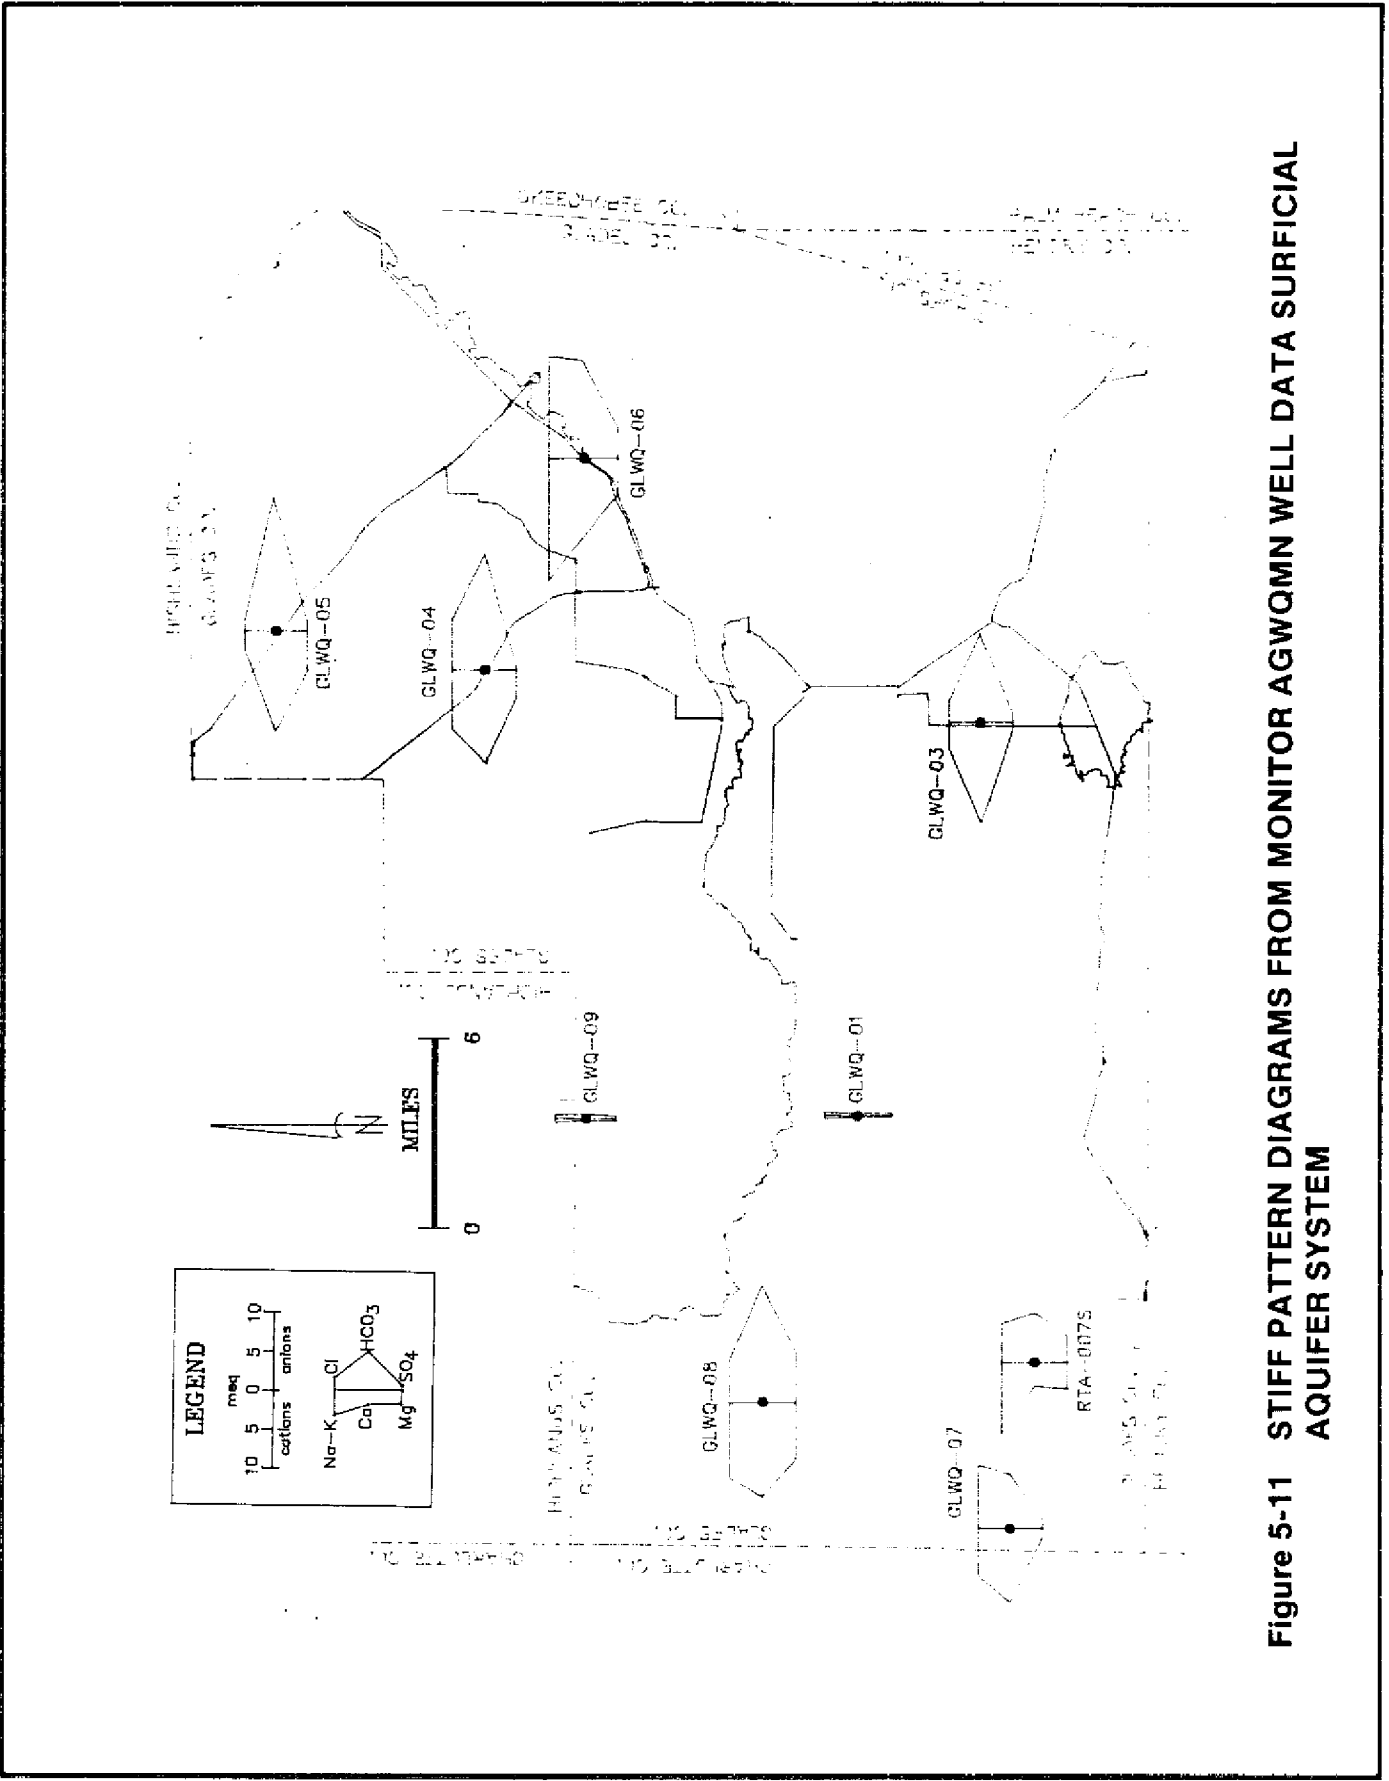 LEGEND
meq
10 5 0 5 10
cations anions
Na-K Cl
Ca HCO3
Mg SO4
N
MILES
0 6
GLWQ-05
GLWQ-04
GLWQ-06
GLWQ-09
GLWQ-01
GLWQ-03
GLWQ-08
GLWQ-07
RTA-007S
Figure 5-11 STIFF PATTERN DIAGRAMS FROM MONITOR AGWQMN WELL DATA SURFICIAL
AQUIFER SYSTEM